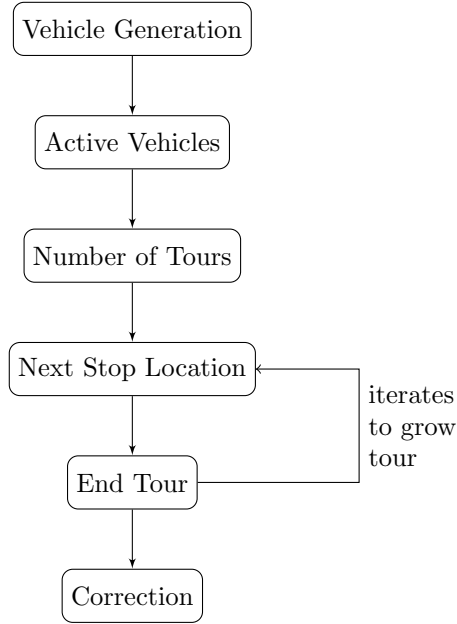 Vehicle Generation
Active Vehicles
Number of Tours
Next Stop Location
iterates
to grow
tour
End Tour
Correction